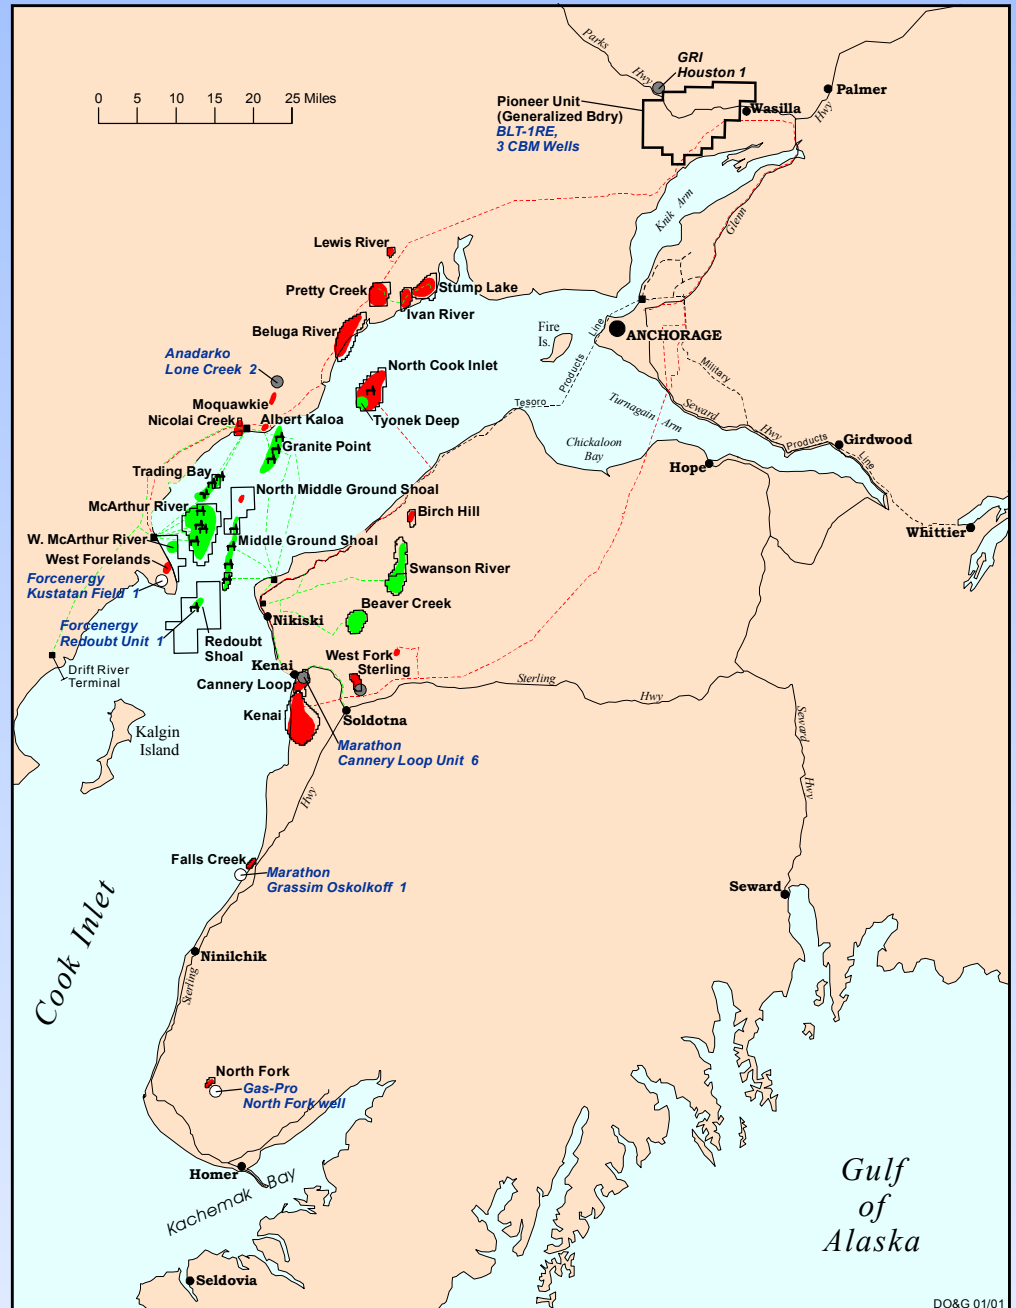 Parks
Hwy
GRI
Houston 1
0 5 10 15 20 25 Miles
Pioneer Unit
(Generalized Bdry)
BLT-1RE,
3 CBM Wells
Wasilla
Palmer
Hwy
Knik Arm
Glenn
Lewis River
Pretty Creek
Stump Lake
Ivan River
Beluga River
Fire
Is.
ANCHORAGE
Products
Line
Military
Anadarko
Lone Creek 2
North Cook Inlet
Moquawkie
Nicolai Creek
Albert Kaloa
Tyonek Deep
Tesoro
Turnagain Arm
Seward
Hwy
Products
Line
Girdwood
Granite Point
Chickaloon
Bay
Hope
Trading Bay
North Middle Ground Shoal
McArthur River
Birch Hill
W. McArthur River
Middle Ground Shoal
Whittier
West Forelands
Swanson River
Forcenergy
Kustatan Field 1
Beaver Creek
Forcenergy
Redoubt Unit 1
Nikiski
Redoubt
Shoal
West Fork
Kenai
Sterling
Drift River
Terminal
Cannery Loop
Sterling
Hwy
Kenai
Soldotna
Seward
Hwy
Kalgin
Island
Marathon
Cannery Loop Unit 6
Hwy
Falls Creek
Marathon
Grassim Oskolkoff 1
Seward
Cook Inlet
Ninilchik
Sterling
North Fork
Gas-Pro
North Fork well
Homer
Kachemak Bay
Gulf
of
Alaska
Seldovia
DO&G 01/01